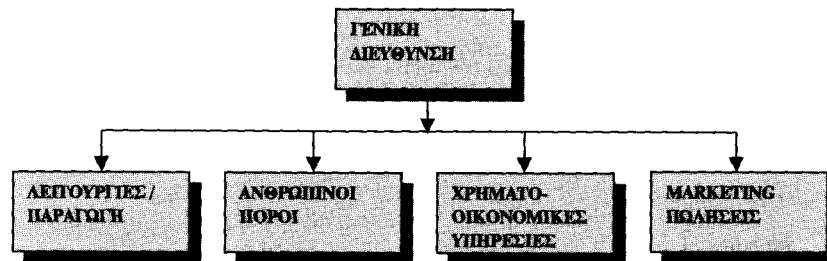 ΓΕΝΙΚΗ
ΔΙΕΥΘΥΝΣΗ
ΛΕΙΤΟΥΡΓΙΕΣ /
ΠΑΡΑΓΩΓΗ
ΑΝΘΡΩΠΙΝΟΙ
ΠΟΡΟΙ
ΧΡΗΜΑΤΟ-
ΟΙΚΟΝΟΜΙΚΕΣ
ΥΠΗΡΕΣΙΕΣ
MARKETING
ΠΩΛΗΣΕΙΣ